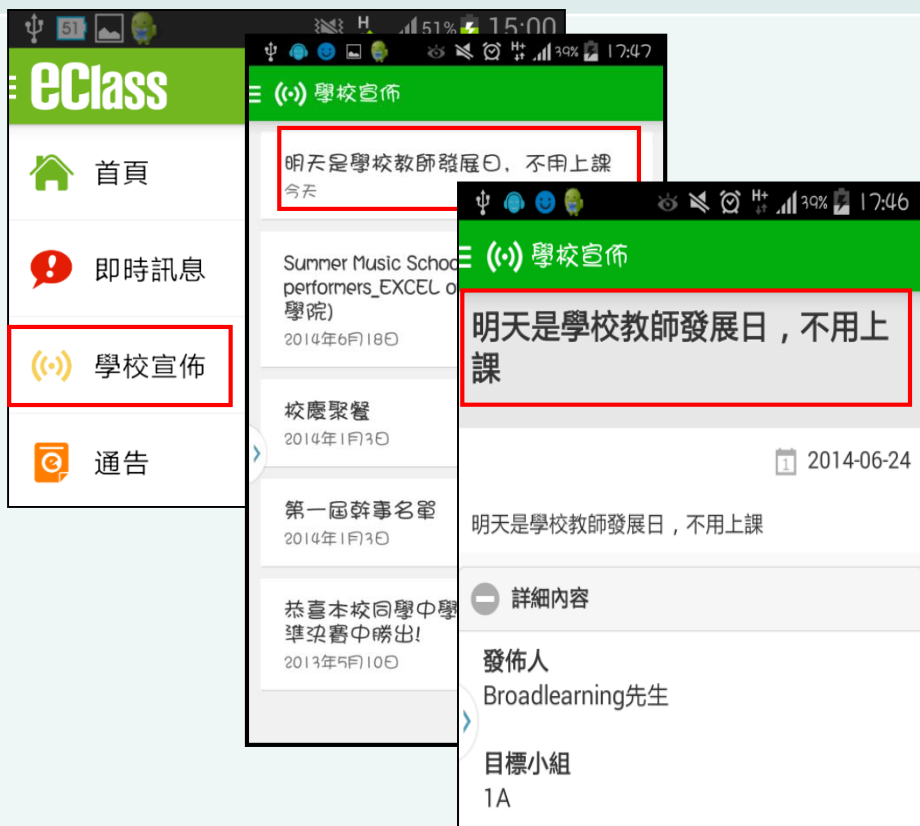 51
H
51%
15:00
eClass
首頁
即時訊息
學校宣佈
通告
H+
39%
17:47
學校宣佈
明天是學校教師發展日，不用上課
今天
Summer Music Schoo
performers_EXCEL o
學院)
2014年6月18日
校慶聚餐
2014年1月3日
第一屆幹事名單
2014年1月3日
恭喜本校同學中學
準決賽中勝出!
2013年5月10日
H+
39%
17:46
學校宣佈
明天是學校教師發展日，不用上
課
1
2014-06-24
明天是學校教師發展日，不用上課
詳細內容
發佈人
Broadlearning先生
目標小組
1A